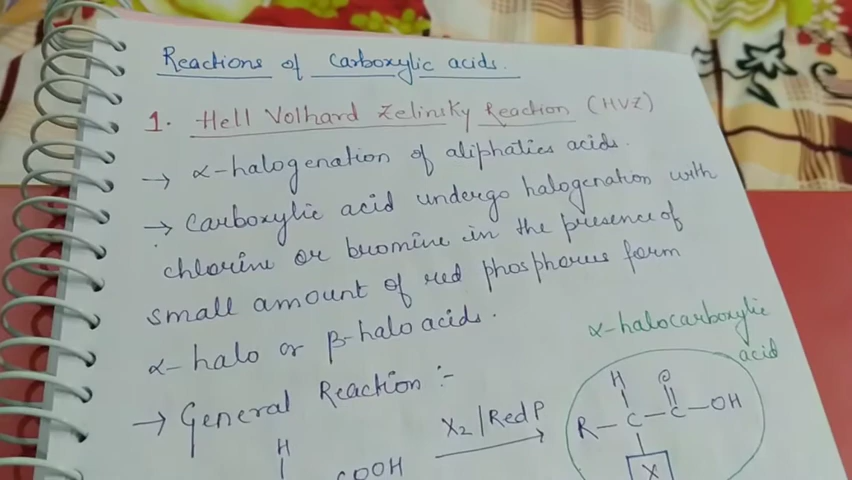 Reactions of carboxylic acids.
1. Hell Volhard Zelinsky Reaction (HVZ)
→ α-halogenation of aliphatics acids.
→ carboxylic acid undergo halogenation with
chlorine or bromine in the presence of
small amount of red phosphorus form
α-halo or β-halo acids.
→ General Reaction :-
α-halocarboxylic
acid
H O
X2/Red P
R-C-C-OH
H
X
COOH